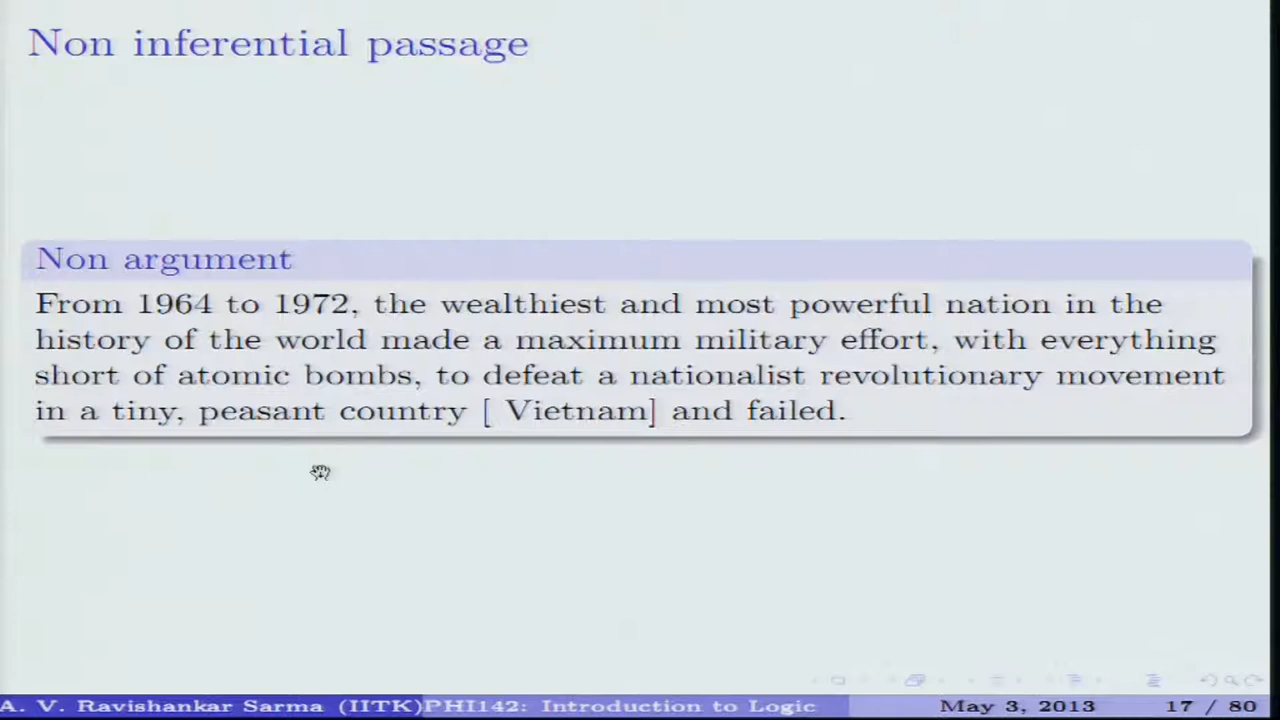 Non inferential passage
Non argument
From 1964 to 1972, the wealthiest and most powerful nation in the
history of the world made a maximum military effort, with everything
short of atomic bombs, to defeat a nationalist revolutionary movement
in a tiny, peasant country [ Vietnam] and failed.
A. V. Ravishankar Sarma (IITK) PHI142: Introduction to Logic May 3, 2013 17 / 80